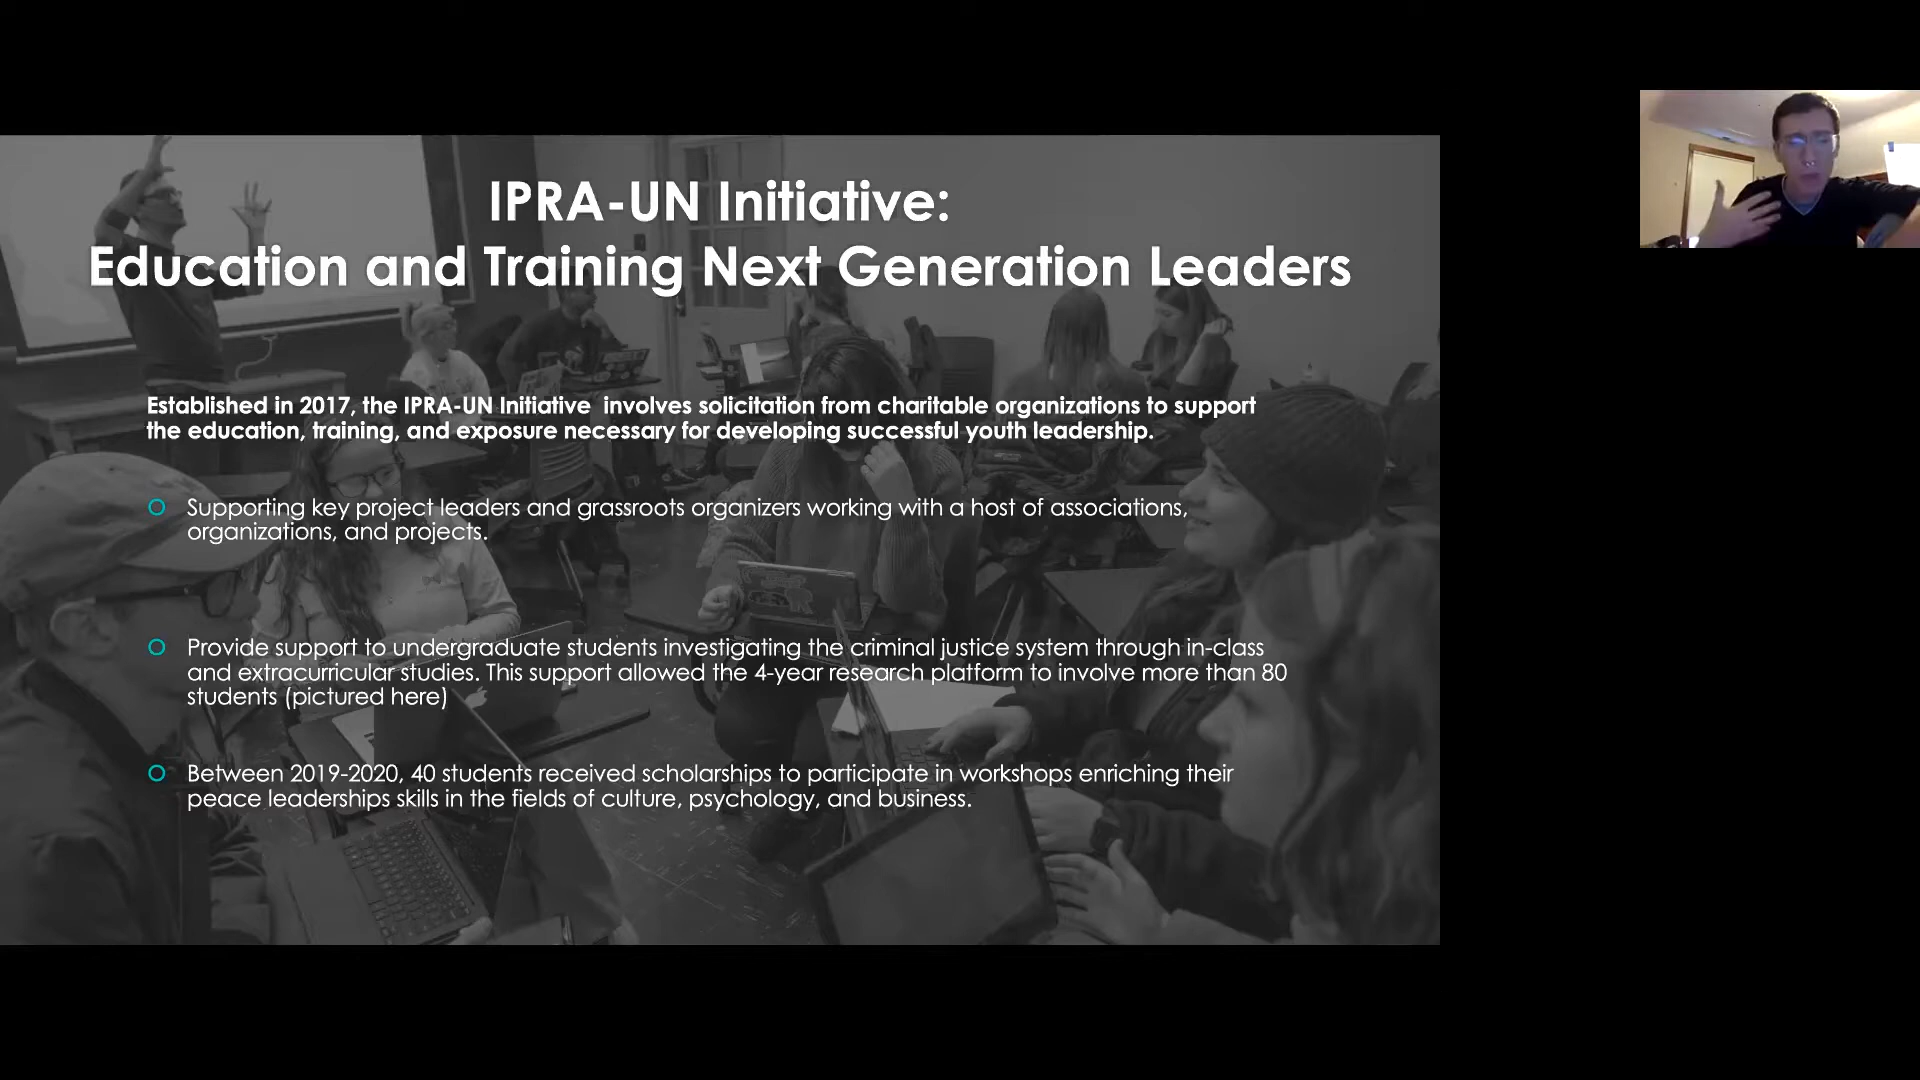 IPRA-UN Initiative:
Education and Training Next Generation Leaders
Established in 2017, the IPRA-UN Initiative involves solicitation from charitable organizations to support
the education, training, and exposure necessary for developing successful youth leadership.
Supporting key project leaders and grassroots organizers working with a host of associations,
organizations, and projects.
Provide support to undergraduate students investigating the criminal justice system through in-class
and extracurricular studies. This support allowed the 4-year research platform to involve more than 80
students (pictured here)
Between 2019-2020, 40 students received scholarships to participate in workshops enriching their
peace leaderships skills in the fields of culture, psychology, and business.